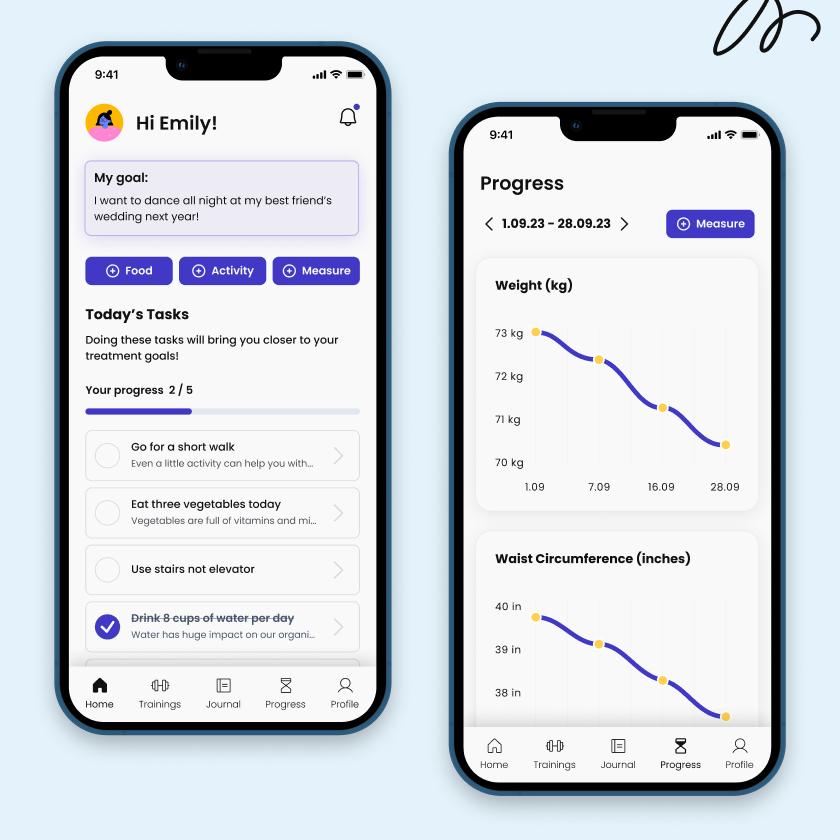 9:41
Hi Emily!
My goal:
I want to dance all night at my best friend's
wedding next year!
Food
Activity
Measure
Today's Tasks
Doing these tasks will bring you closer to your
treatment goals!
Your progress 2 / 5
Go for a short walk
Even a little activity can help you with...
Eat three vegetables today
Vegetables are full of vitamins and mi...
Use stairs not elevator
Drink 8 cups of water per day
Water has huge impact on our organi...
Home
Trainings
Journal
Progress
Profile
9:41
Progress
1.09.23 - 28.09.23
Measure
Weight (kg)
73 kg
72 kg
71 kg
70 kg
1.09
7.09
16.09
28.09
Waist Circumference (inches)
40 in
39 in
38 in
Home
Trainings
Journal
Progress
Profile